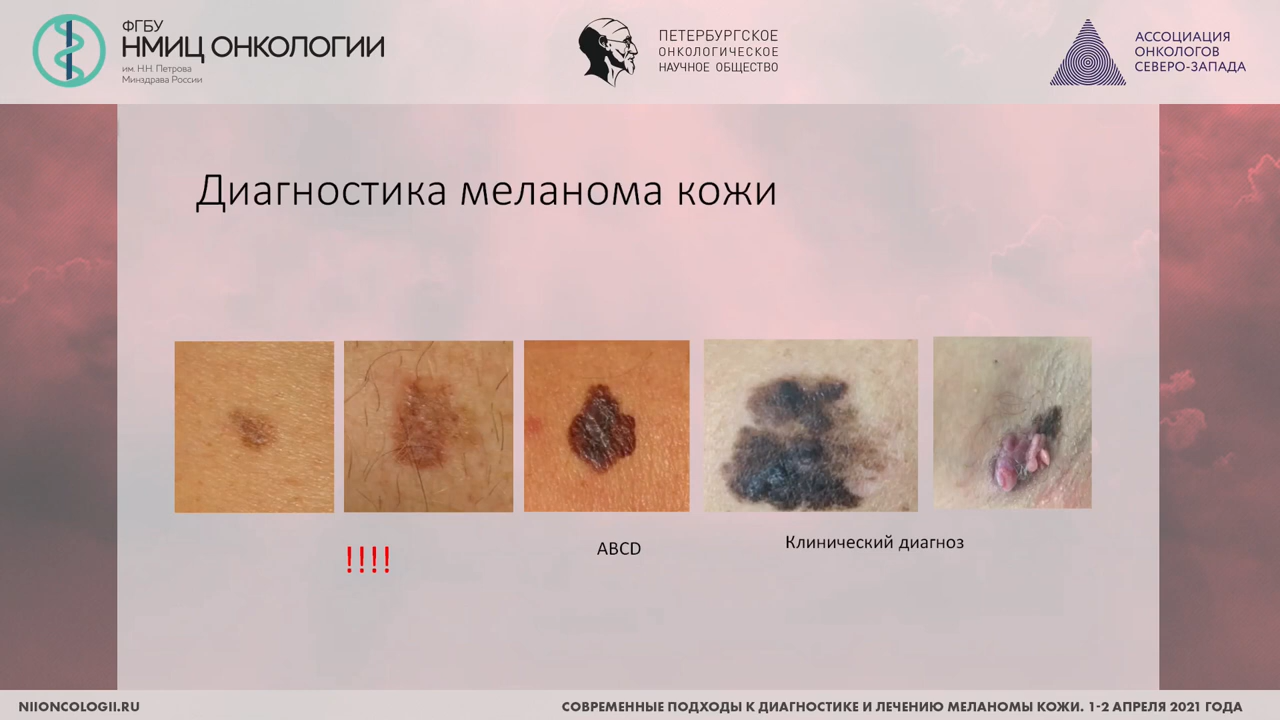 ФГБУ
НМИЦ ОНКОЛОГИИ
им. Н.Н. Петрова
Минздрава России
ПЕТЕРБУРГСКОЕ
ОНКОЛОГИЧЕСКОЕ
НАУЧНОЕ ОБЩЕСТВО
АССОЦИАЦИЯ
ОНКОЛОГОВ
СЕВЕРО-ЗАПАДА
Диагностика меланома кожи
!!!!
ABCD
Клинический диагноз
NIIONCOLOGII.RU
СОВРЕМЕННЫЕ ПОДХОДЫ К ДИАГНОСТИКЕ И ЛЕЧЕНИЮ МЕЛАНОМЫ КОЖИ. 1-2 АПРЕЛЯ 2021 ГОДА